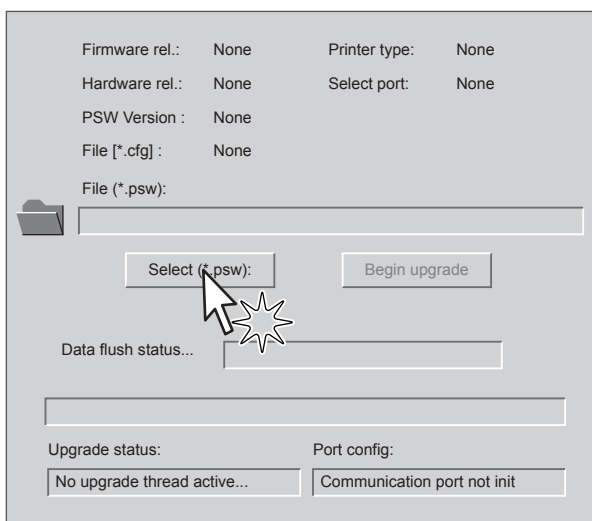 Firmware rel.: None Printer type: None
Hardware rel.: None Select port: None
PSW Version : None
File [*.cfg] : None
File (*.psw):
Select (*.psw): Begin upgrade
Data flush status...
Upgrade status: Port config:
No upgrade thread active... Communication port not init